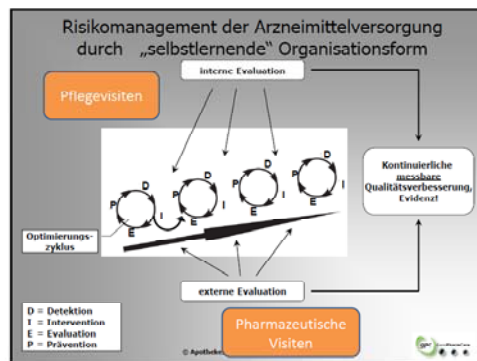 Risikomanagement der Arzneimittelversorgung
durch „selbstlernende“ Organisationsform
interne Evaluation
Pflegevisiten
D
P
I
E
D
P
I
E
D
P
I
E
D
P
I
E
Kontinuierliche
messbare
Qualitätsverbesserung,
Evidenz!
Optimierungs-
zyklus
externe Evaluation
D = Detektion
I = Intervention
E = Evaluation
P = Prävention
Pharmazeutische
Visiten
© Apotheke